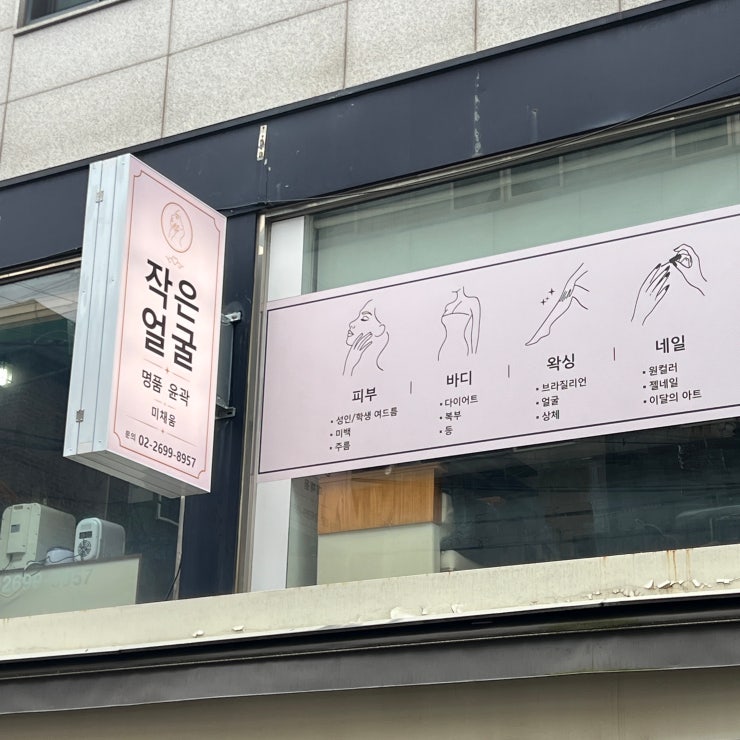 작은
얼굴
명품 윤곽
미채움
문의 02-2699-8957
피부
• 성인/학생 여드름
• 미백
• 주름
바디
• 다이어트
• 복부
• 등
왁싱
• 브라질리언
• 얼굴
• 상체
네일
• 원컬러
• 젤네일
• 이달의 아트
2699-8957